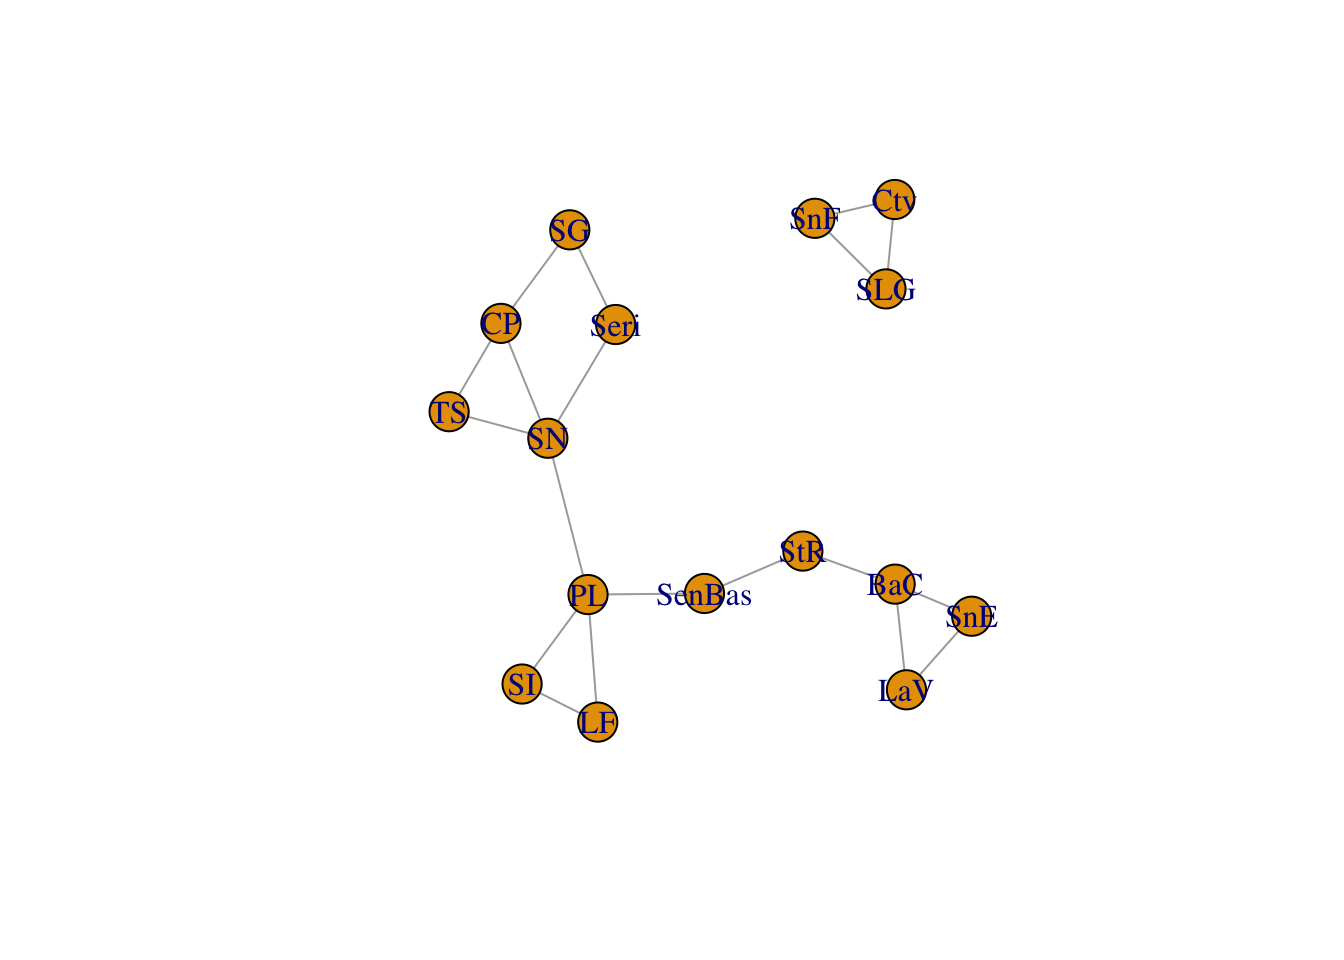 Ctv
SnF
SG
SLG
CP
Seri
TS
SN
StR
BaC
PL
SenBas
SnE
SI
LaV
LF